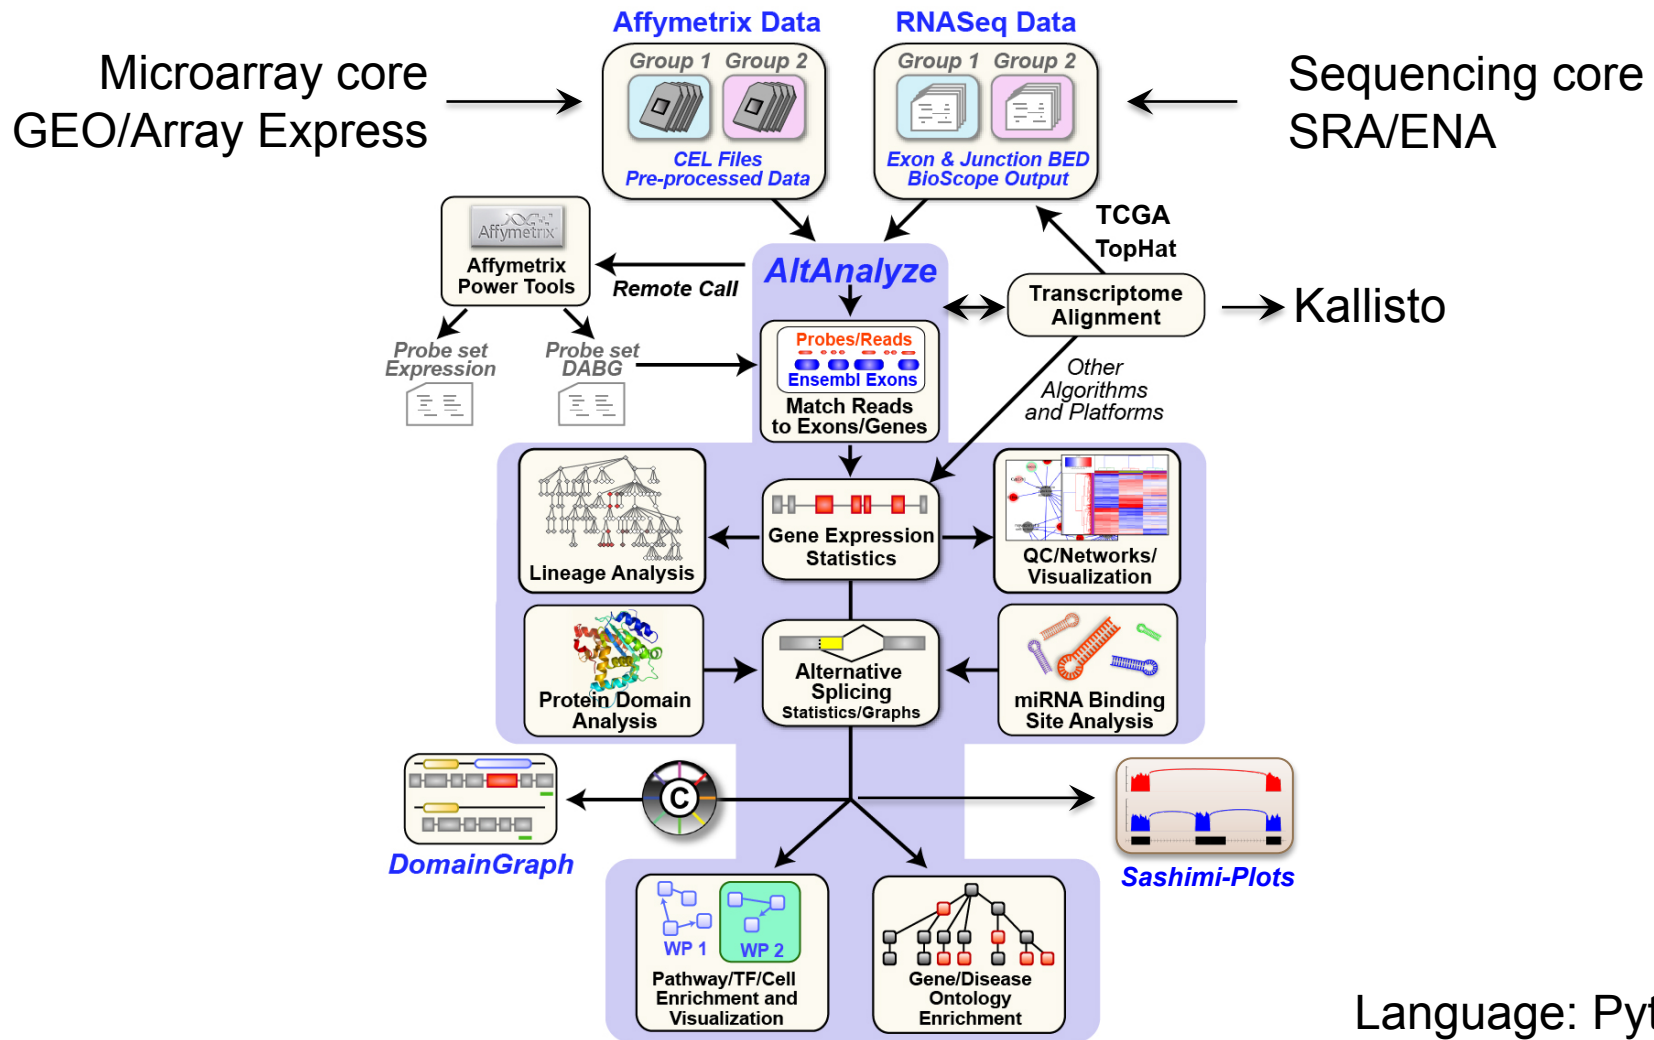 Affymetrix Data
RNASeq Data
Microarray core
GEO/Array Express
Group 1
Group 2
CEL Files
Pre-processed Data
Group 1
Group 2
Exon & Junction BED
BioScope Output
Sequencing core
SRA/ENA
Affymetrix
Affymetrix
Power Tools
Remote Call
AltAnalyze
TCGA
TopHat
Transcriptome
Alignment
Kallisto
Probe set
Expression
Probe set
DABG
Probes/Reads
Ensembl Exons
Match Reads
to Exons/Genes
Other
Algorithms
and Platforms
Lineage Analysis
Gene Expression
Statistics
QC/Networks/
Visualization
Protein Domain
Analysis
Alternative
Splicing
Statistics/Graphs
miRNA Binding
Site Analysis
C
DomainGraph
Sashimi-Plots
WP 1
WP 2
Pathway/TF/Cell
Enrichment and
Visualization
Gene/Disease
Ontology
Enrichment
Language: Pyt